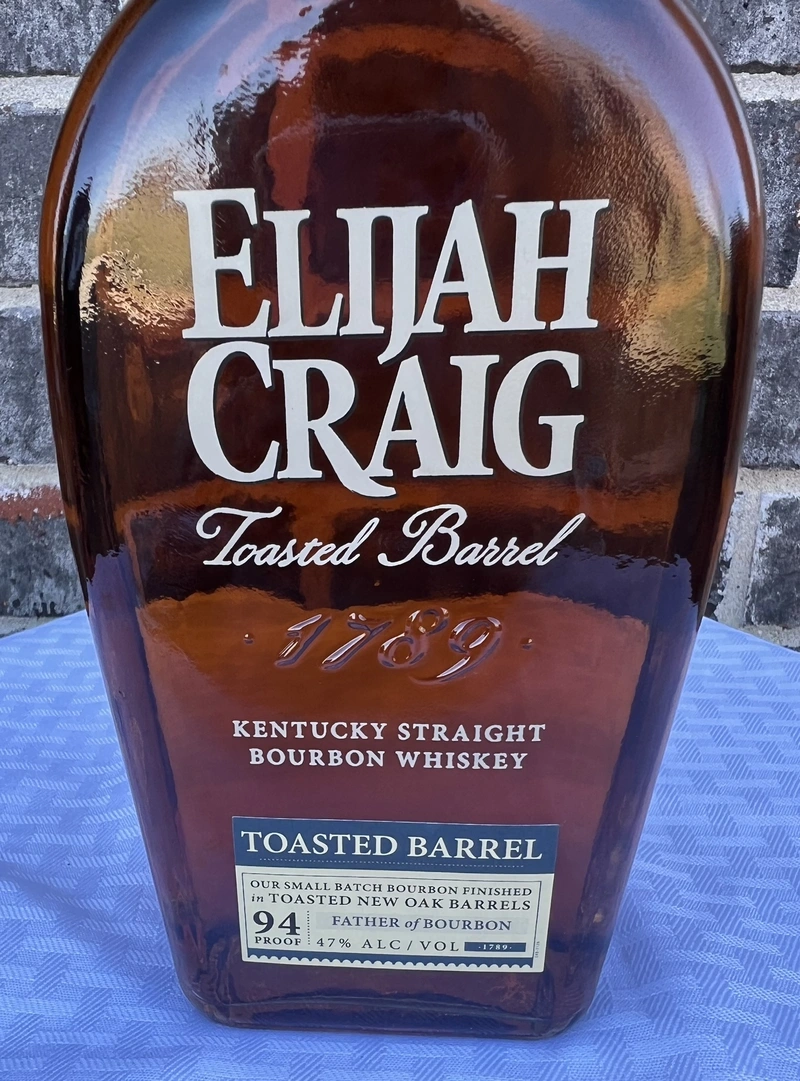 ELIJAH
CRAIG
Toasted Barrel
·1789·
KENTUCKY STRAIGHT
BOURBON WHISKEY
TOASTED BARREL
OUR SMALL BATCH BOURBON FINISHED
in TOASTED NEW OAK BARRELS
94 PROOF
FATHER of BOURBON
47% ALC/VOL ·1789·